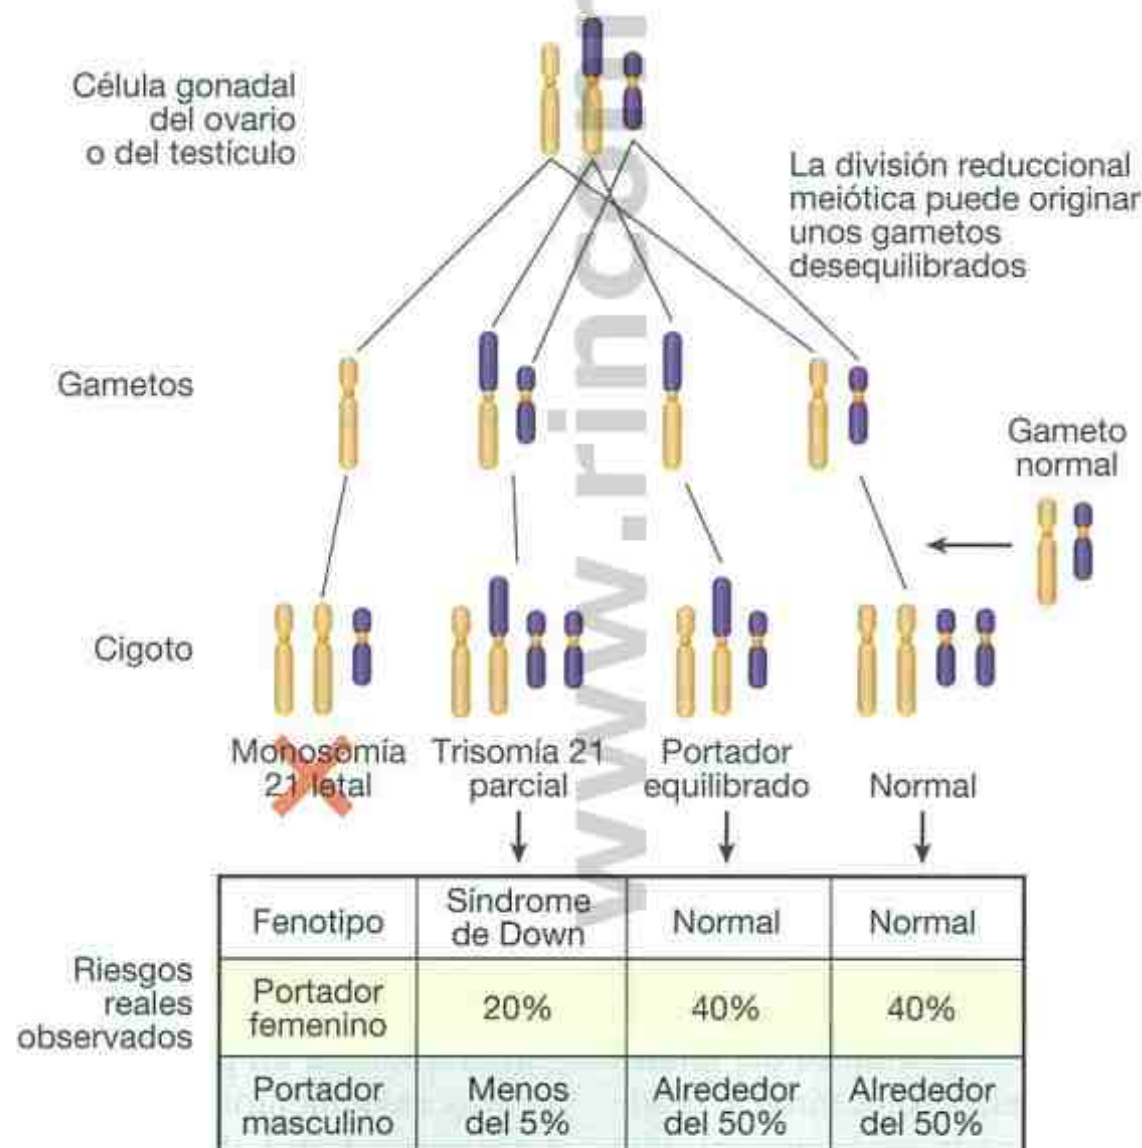 Célula gonadal
del ovario
o del testículo
La división reduccional
meiótica puede originar
unos gametos
desequilibrados
Gametos
Gameto
normal
Cigoto
Monosomía
21 letal
Trisomía 21
parcial
Portador
equilibrado
Normal
Fenotipo
Síndrome
de Down
Normal
Normal
Riesgos
reales
observados
Portador
femenino
20%
40%
40%
Portador
masculino
Menos
del 5%
Alrededor
del 50%
Alrededor
del 50%